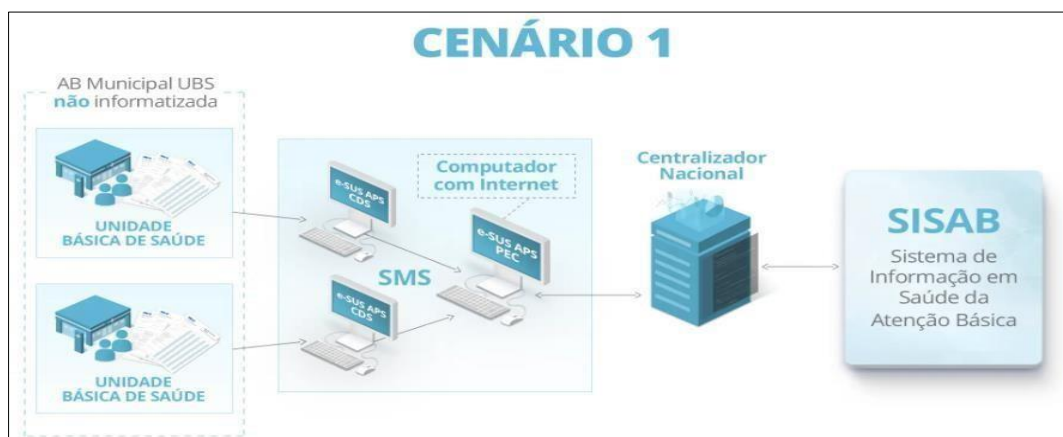 CENÁRIO 1
AB Municipal UBS
não informatizada
UNIDADE
BÁSICA DE SAÚDE
UNIDADE
BÁSICA DE SAÚDE
e-SUS APS
CDS
e-SUS APS
CDS
SMS
Computador
com Internet
e-SUS APS
PEC
Centralizador
Nacional
SISAB
Sistema de
Informação em
Saúde da
Atenção Básica